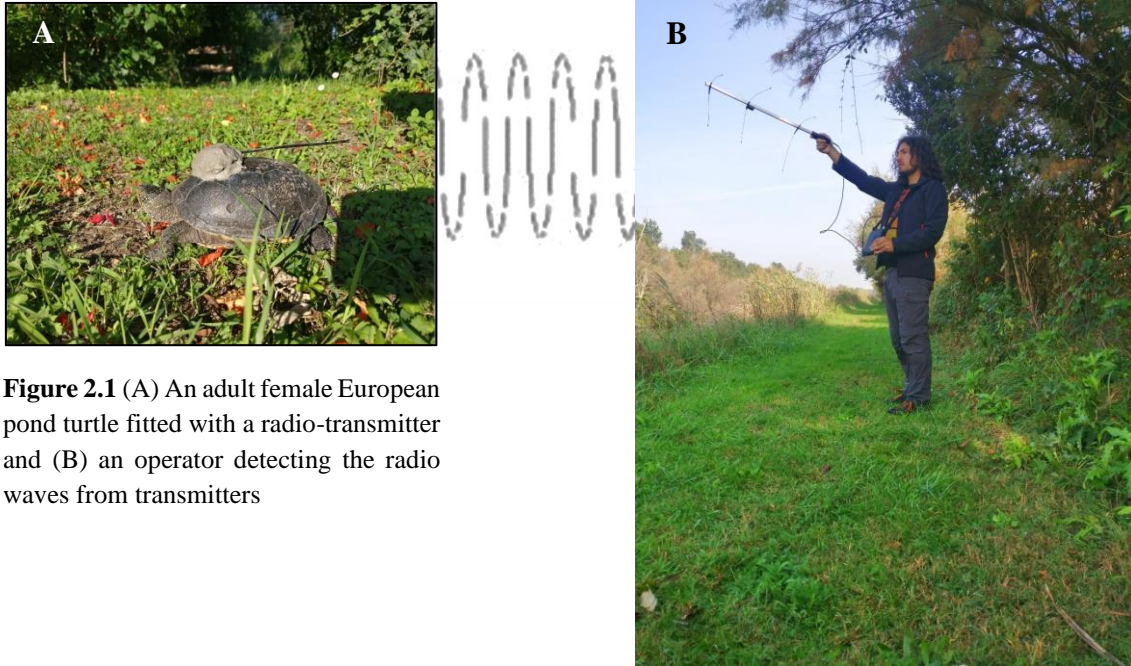 A
B
Figure 2.1 (A) An adult female European
pond turtle fitted with a radio-transmitter
and (B) an operator detecting the radio
waves from transmitters